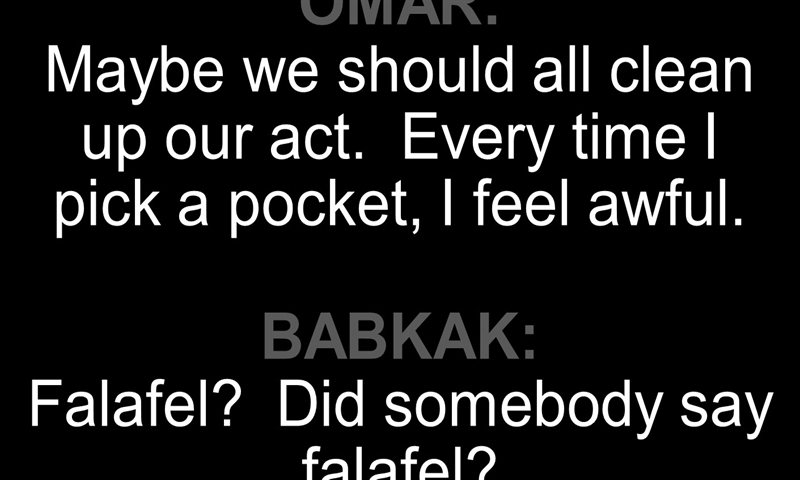 OMAR:
Maybe we should all clean
up our act.  Every time I
pick a pocket, I feel awful.
BABKAK:
Falafel?  Did somebody say
falafel?